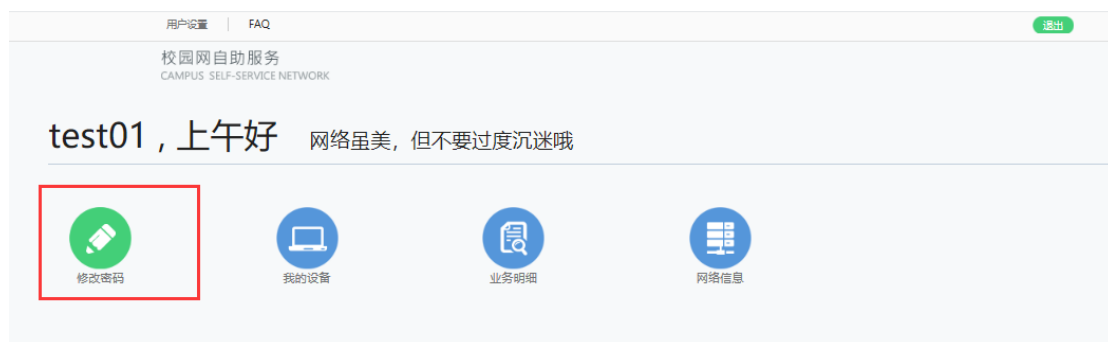 用户设置 | FAQ 退出
校园网自助服务
CAMPUS SELF-SERVICE NETWORK
test01，上午好 网络虽美，但不要过度沉迷哦
修改密码 我的设备 业务明细 网络信息